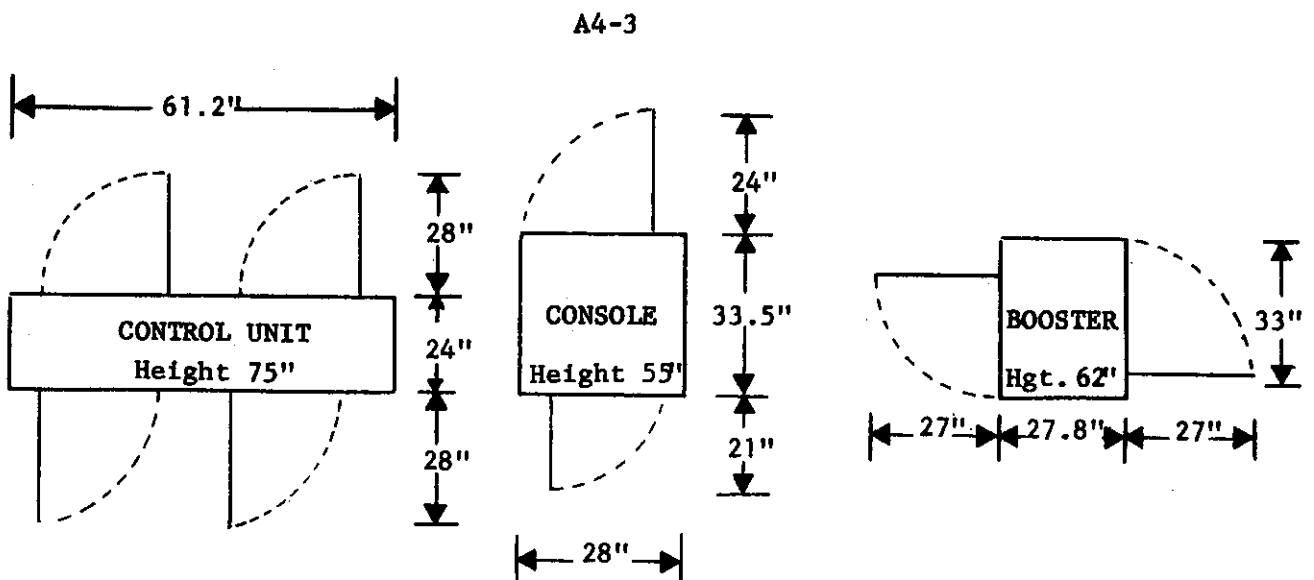 A4-3
61.2"
28"
24"
28"
CONTROL UNIT
Height 75"
24"
33.5"
21"
28"
CONSOLE
Height 55"
BOOSTER
Hgt. 62"
33"
27"
27.8"
27"